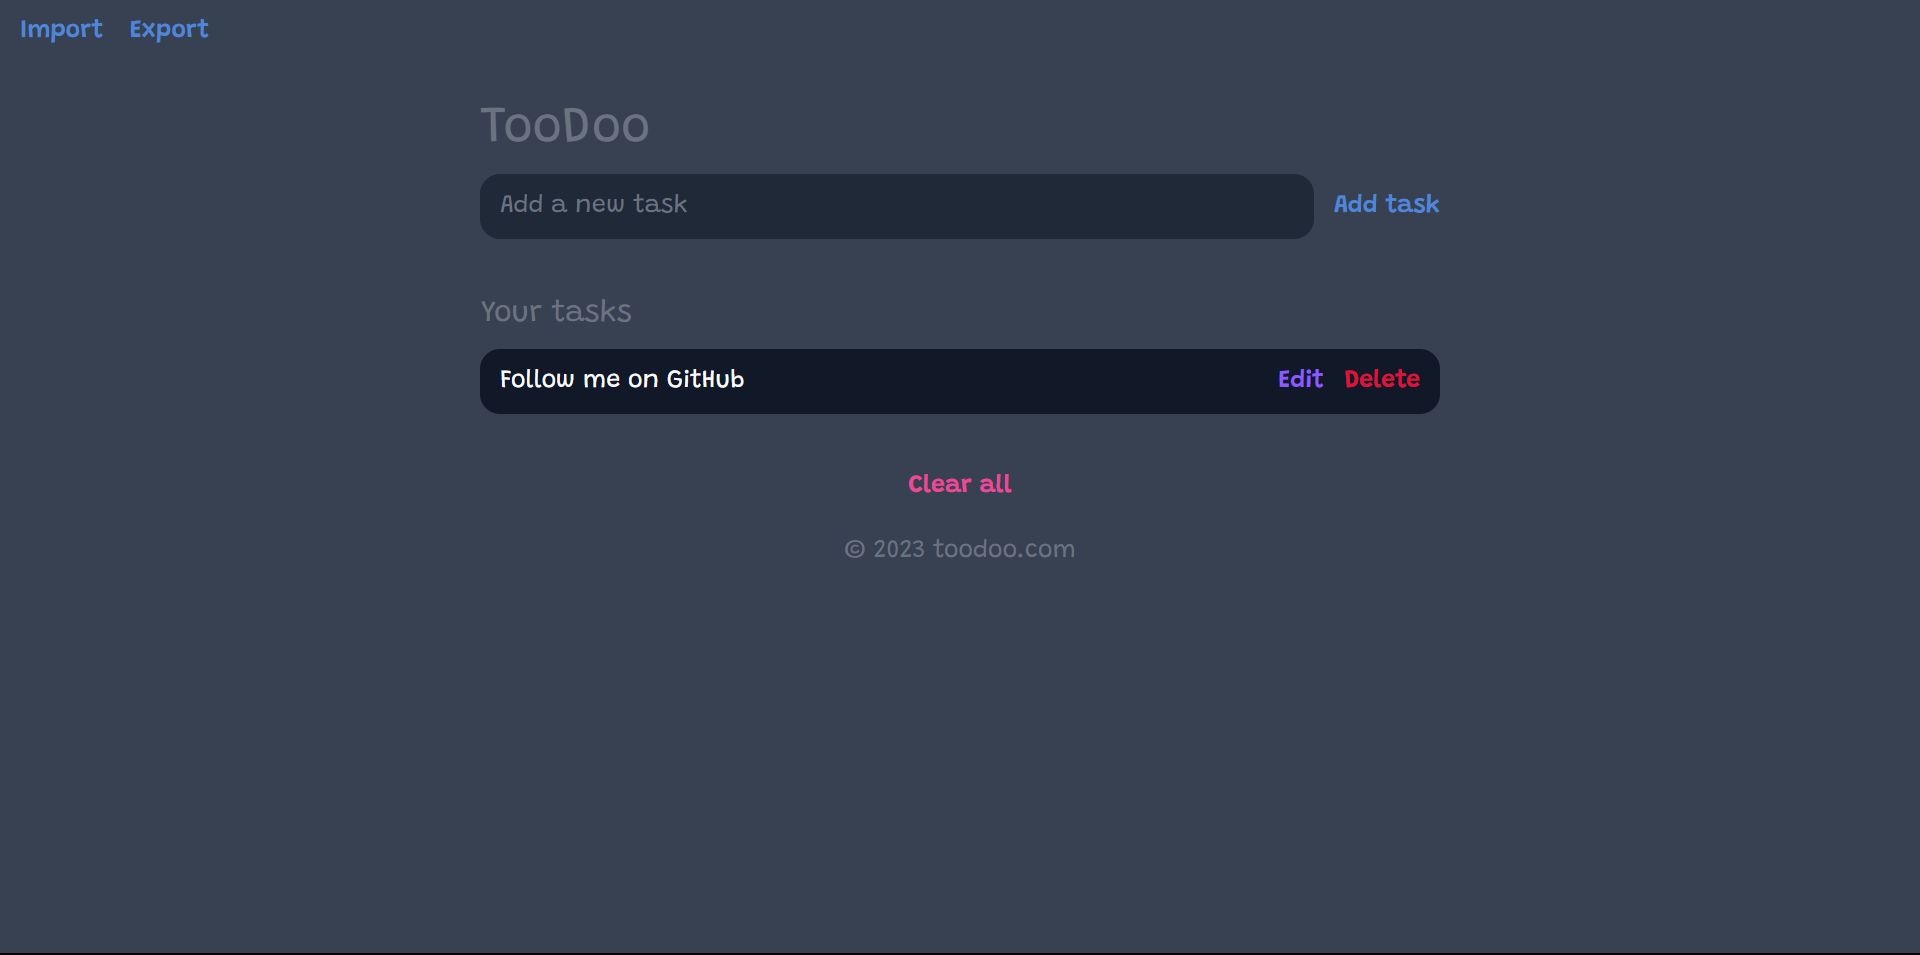 Import Export
TooDoo
Add a new task Add task
Your tasks
Follow me on GitHub Edit Delete
Clear all
© 2023 toodoo.com